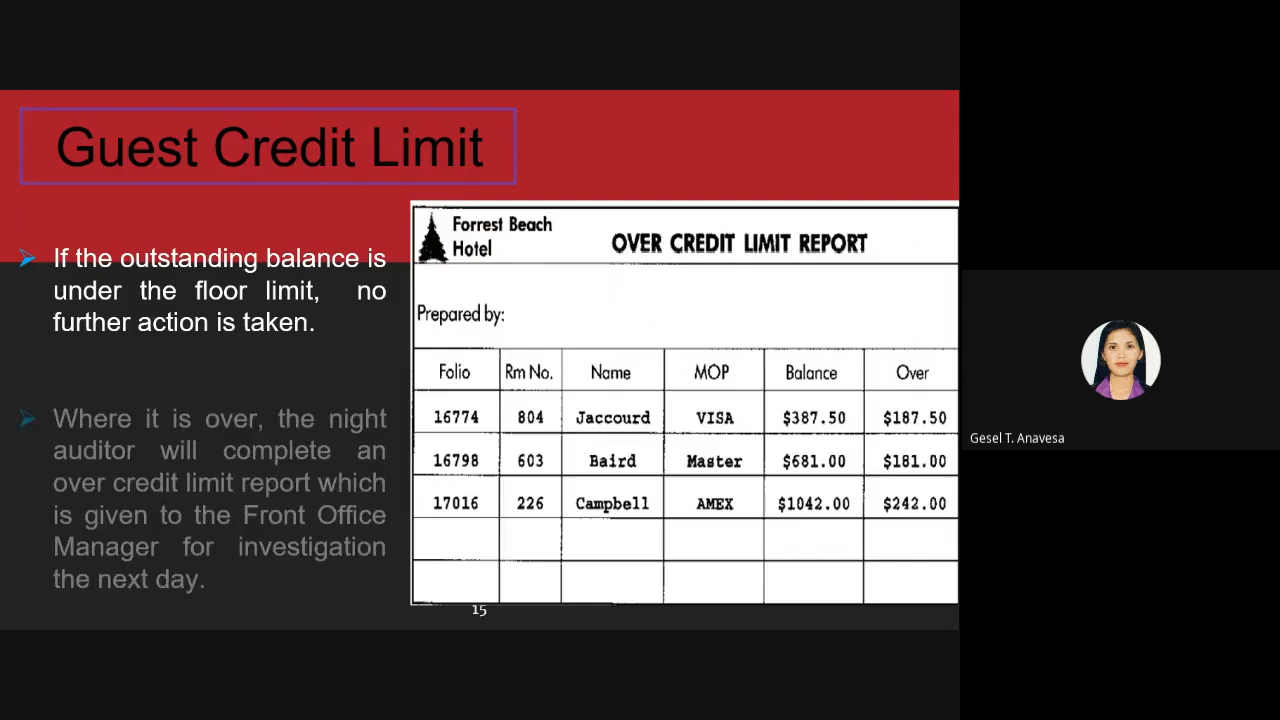 Guest Credit Limit
If the outstanding balance is
under the floor limit, no
further action is taken.
Where it is over, the night
auditor will complete an
over credit limit report which
is given to the Front Office
Manager for investigation
the next day.
Forrest Beach
Hotel
OVER CREDIT LIMIT REPORT
Prepared by:
Folio Rm No. Name MOP Balance Over
16774 804 Jaccourd VISA $387.50 $187.50
16798 603 Baird Master $681.00 $181.00
17016 226 Campbell AMEX $1042.00 $242.00
15
Gesel T. Anavesa